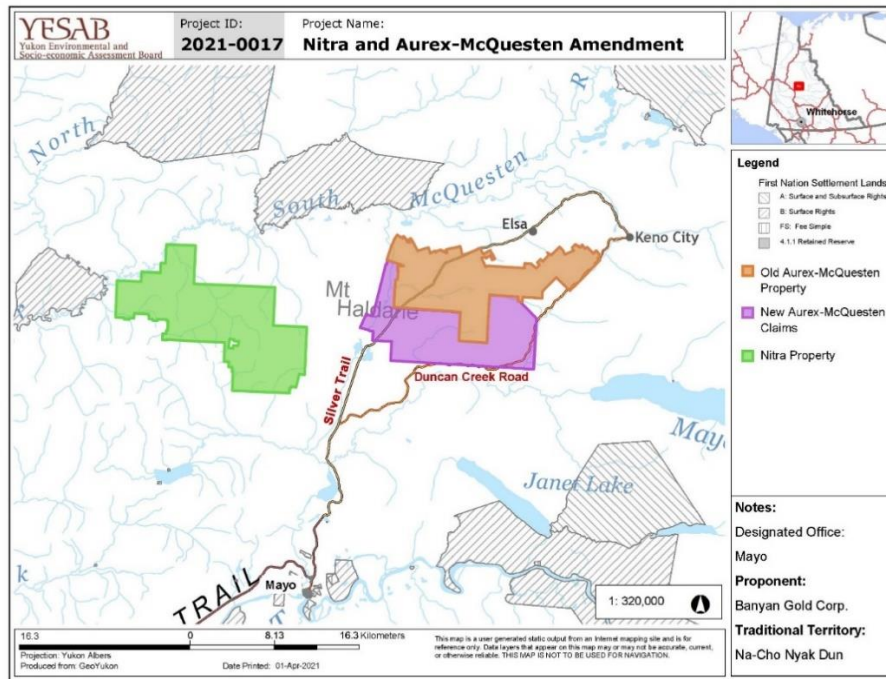 YESAB
Yukon Environmental and
Socio-economic Assessment Board
Project ID:
2021-0017
Project Name:
Nitra and Aurex-McQuesten Amendment
North
South
McQuesten
R
Elsa
Keno City
Mt
Haldane
Silver Trail
Duncan Creek Road
Mayo
Janet Lake
k
TRAIL
Mayo
1: 320,000
16.3
0
8.13
16.3 Kilometers
Projection: Yukon Albers
Produced from: GeoYukon
Date Printed: 01-Apr-2021
This map is a user generated static output from an Internet mapping site and is for
reference only. Data layers that appear on this map may or may not be accurate, current,
or otherwise reliable. THIS MAP IS NOT TO BE USED FOR NAVIGATION.
Whitehorse
Legend
First Nation Settlement Lands
A: Surface and Subsurface Rights
B: Surface Rights
FS: Fee Simple
4.1.1 Retained Reserve
Old Aurex-McQuesten
Property
New Aurex-McQuesten
Claims
Nitra Property
Notes:
Designated Office:
Mayo
Proponent:
Banyan Gold Corp.
Traditional Territory:
Na-Cho Nyak Dun